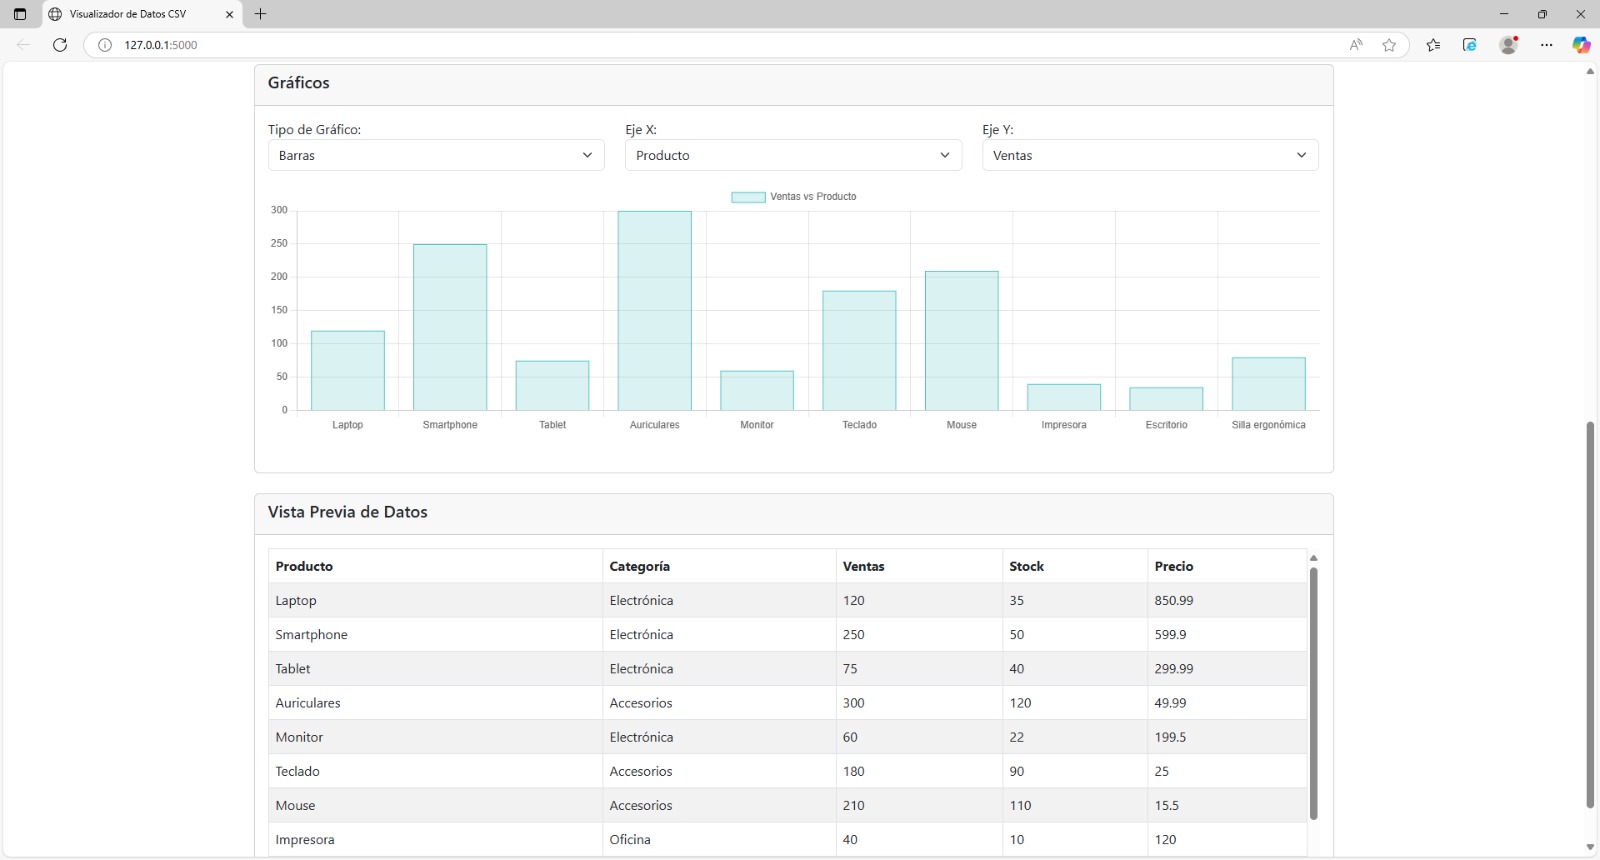 Visualizador de Datos CSV
127.0.0.1:5000
Gráficos
Tipo de Gráfico: Eje X: Eje Y:
Barras Producto Ventas
Ventas vs Producto
300
250
200
150
100
50
0
Laptop Smartphone Tablet Auriculares Monitor Teclado Mouse Impresora Escritorio Silla ergonómica
Vista Previa de Datos
Producto Categoría Ventas Stock Precio
Laptop Electrónica 120 35 850.99
Smartphone Electrónica 250 50 599.9
Tablet Electrónica 75 40 299.99
Auriculares Accesorios 300 120 49.99
Monitor Electrónica 60 22 199.5
Teclado Accesorios 180 90 25
Mouse Accesorios 210 110 15.5
Impresora Oficina 40 10 120